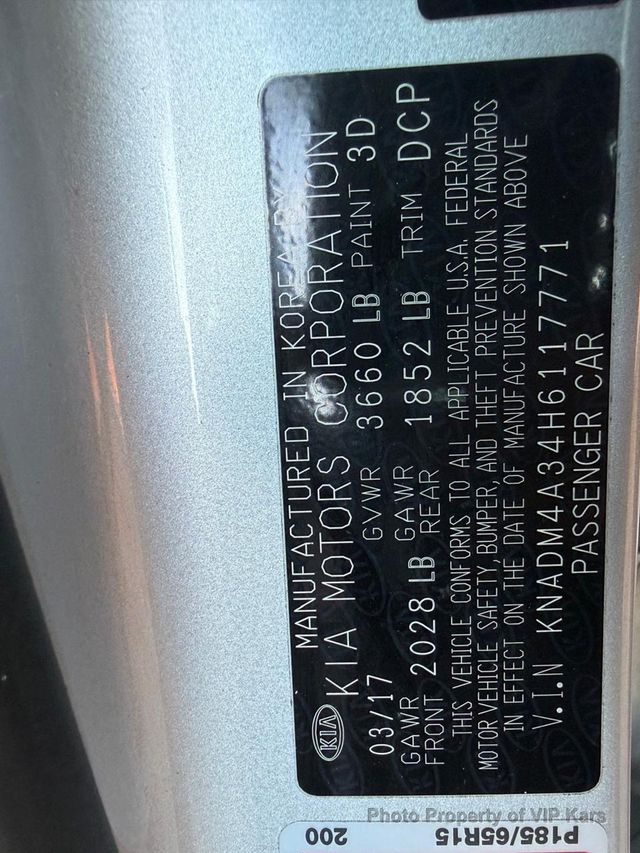 MANUFACTURED IN KOREA BY
KIA KIA MOTORS CORPORATION
03/17 GVWR 3660 LB PAINT 3D
GAWR FRONT 2028 LB GAWR REAR 1852 LB TRIM DCP
THIS VEHICLE CONFORMS TO ALL APPLICABLE U.S.A. FEDERAL
MOTOR VEHICLE SAFETY, BUMPER, AND THEFT PREVENTION STANDARDS
IN EFFECT ON THE DATE OF MANUFACTURE SHOWN ABOVE
V.I.N KNADM4A34H6117771
PASSENGER CAR
200
P185/65R15
Photo Property of VIP Kars